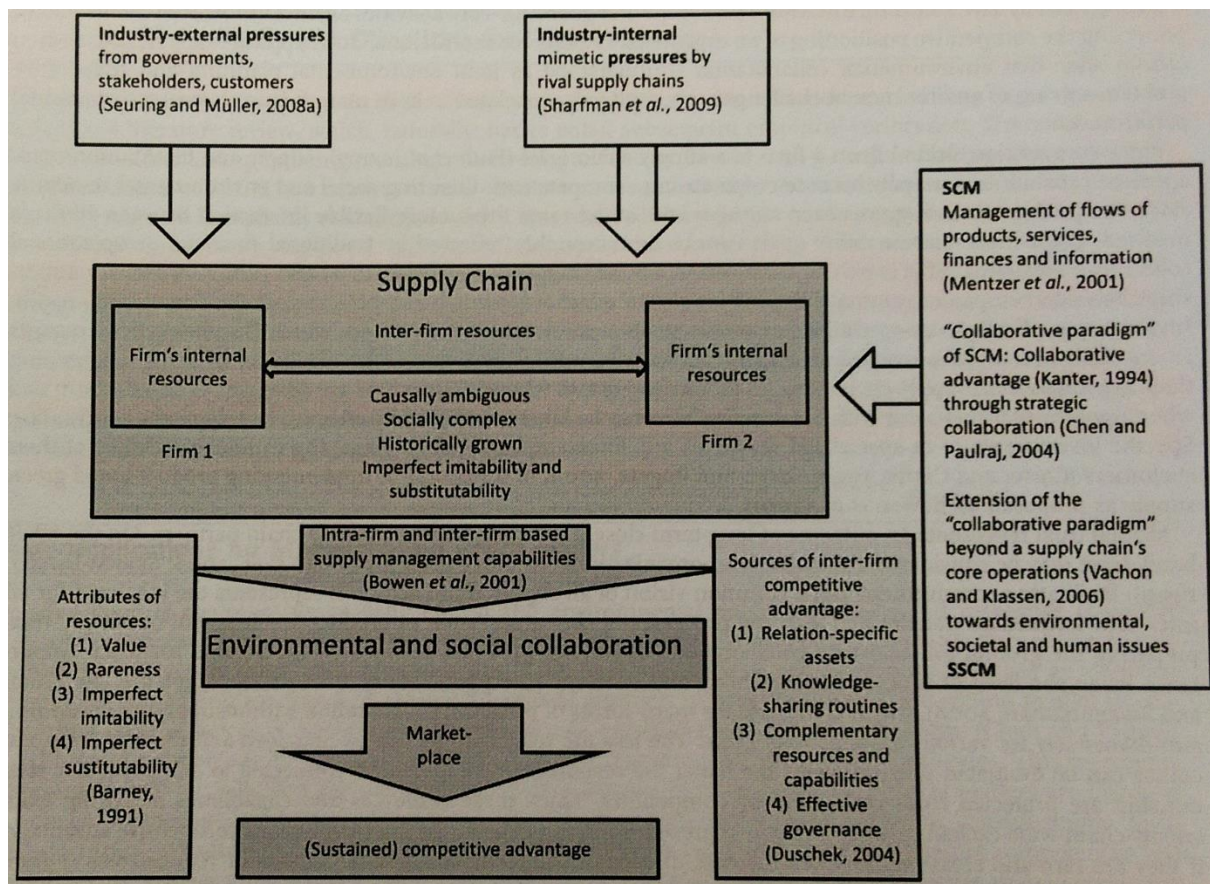 Industry-external pressures
from governments,
stakeholders, customers
(Seuring and Müller, 2008a)
Industry-internal
mimetic pressures by
rival supply chains
(Sharfman et al., 2009)
SCM
Management of flows of
products, services,
finances and information
(Mentzer et al., 2001)
“Collaborative paradigm”
of SCM: Collaborative
advantage (Kanter, 1994)
through strategic
collaboration (Chen and
Paulraj, 2004)
Extension of the
“collaborative paradigm”
beyond a supply chain‘s
core operations (Vachon
and Klassen, 2006)
towards environmental,
societal and human issues
SSCM
Supply Chain
Firm‘s internal
resources
Firm 1
Inter-firm resources
Causally ambiguous
Socially complex
Historically grown
Imperfect imitability and
substitutability
Firm‘s internal
resources
Firm 2
Intra-firm and inter-firm based
supply management capabilities
(Bowen et al., 2001)
Attributes of
resources:
(1) Value
(2) Rareness
(3) Imperfect
imitability
(4) Imperfect
sustitutability
(Barney,
1991)
Environmental and social collaboration
Market-
place
(Sustained) competitive advantage
Sources of inter-firm
competitive
advantage:
(1) Relation-specific
assets
(2) Knowledge-
sharing routines
(3) Complementary
resources and
capabilities
(4) Effective
governance
(Duschek, 2004)